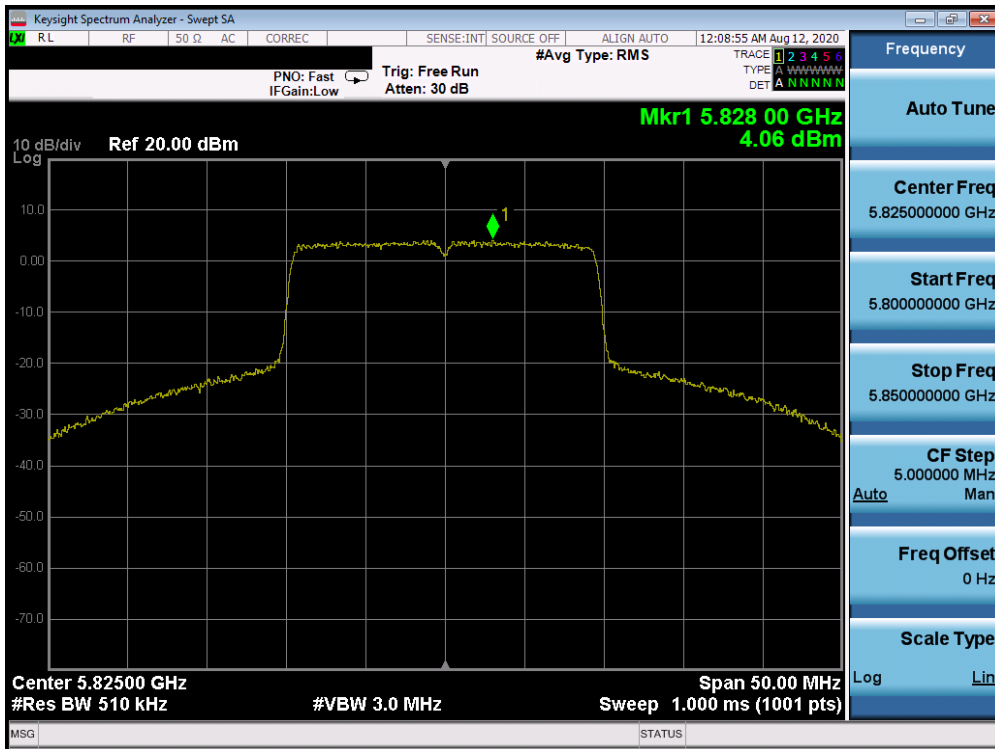 Keysight Spectrum Analyzer - Swept SA
LXI RL RF 50 Ω AC CORREC SENSE:INT SOURCE OFF ALIGN AUTO 12:08:55 AM Aug 12, 2020
#Avg Type: RMS
TRACE 1 2 3 4 5 6
TYPE A WWWWW
DET A N N N N N
PNO: Fast
IFGain:Low
Trig: Free Run
Atten: 30 dB
Mkr1 5.828 00 GHz
4.06 dBm
10 dB/div Ref 20.00 dBm
Log
1
10.0
0.00
-10.0
-20.0
-30.0
-40.0
-50.0
-60.0
-70.0
Center 5.82500 GHz Span 50.00 MHz
#Res BW 510 kHz #VBW 3.0 MHz Sweep 1.000 ms (1001 pts)
MSG STATUS
Frequency
Auto Tune
Center Freq
5.825000000 GHz
Start Freq
5.800000000 GHz
Stop Freq
5.850000000 GHz
CF Step
5.000000 MHz
Auto Man
Freq Offset
0 Hz
Scale Type
Log Lin